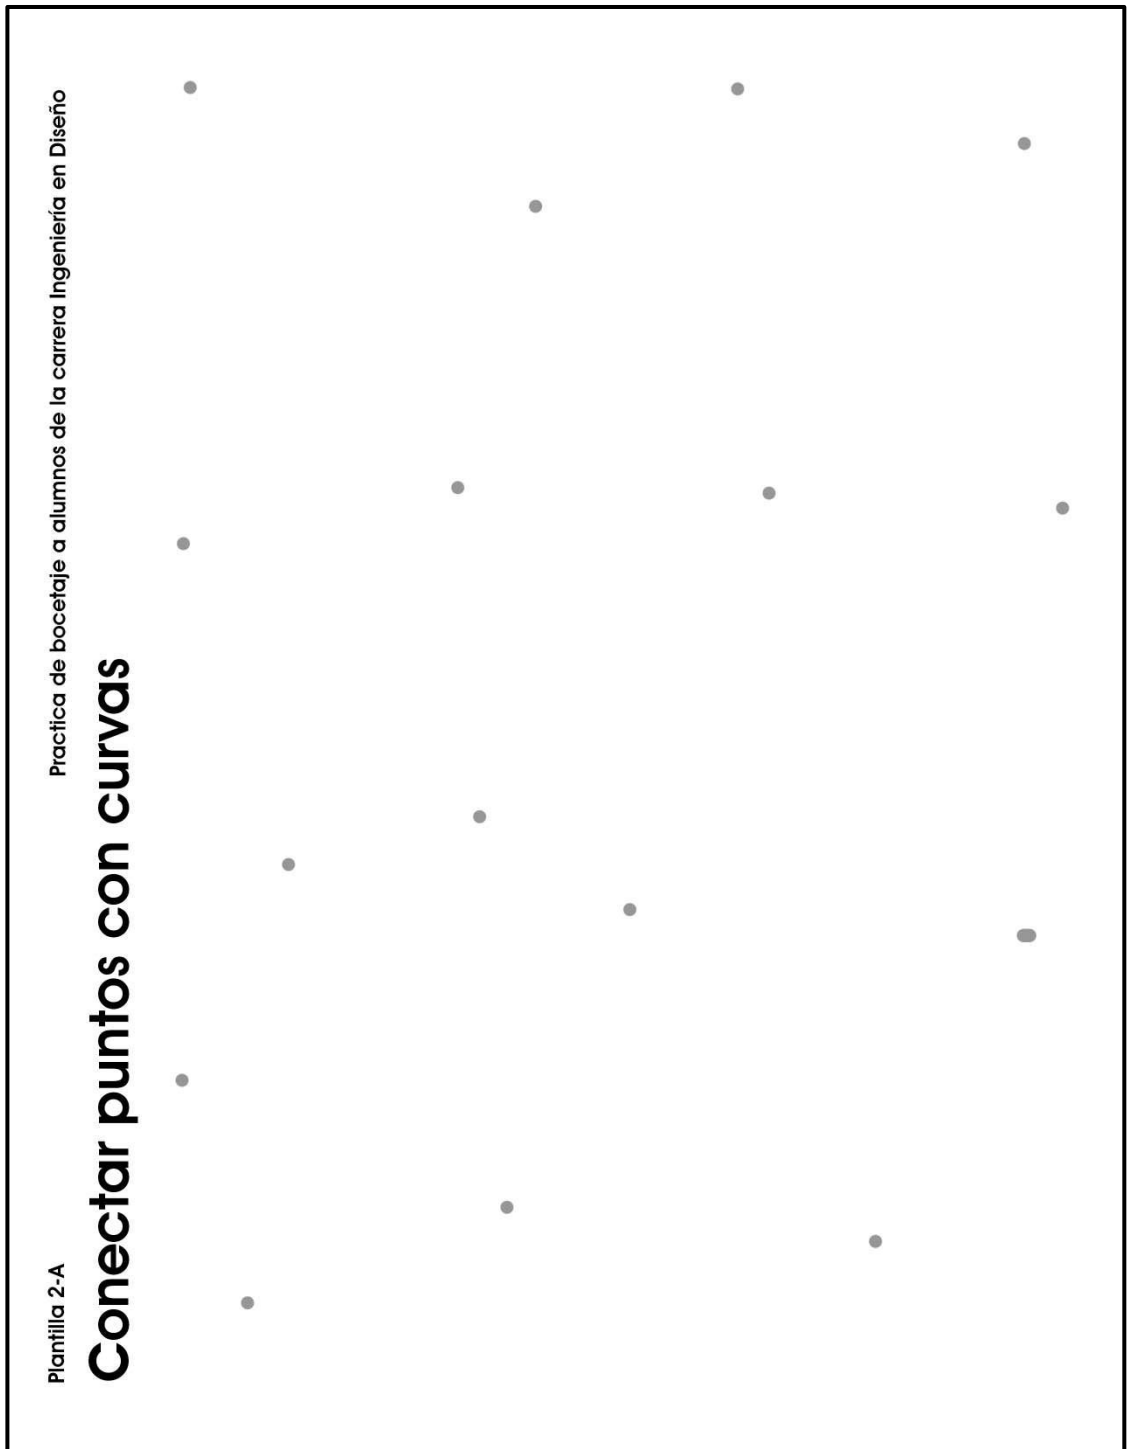 Plantilla 2-A
Practica de bocetaje a alumnos de la carrera Ingeniería en Diseño
Conectar puntos con curvas